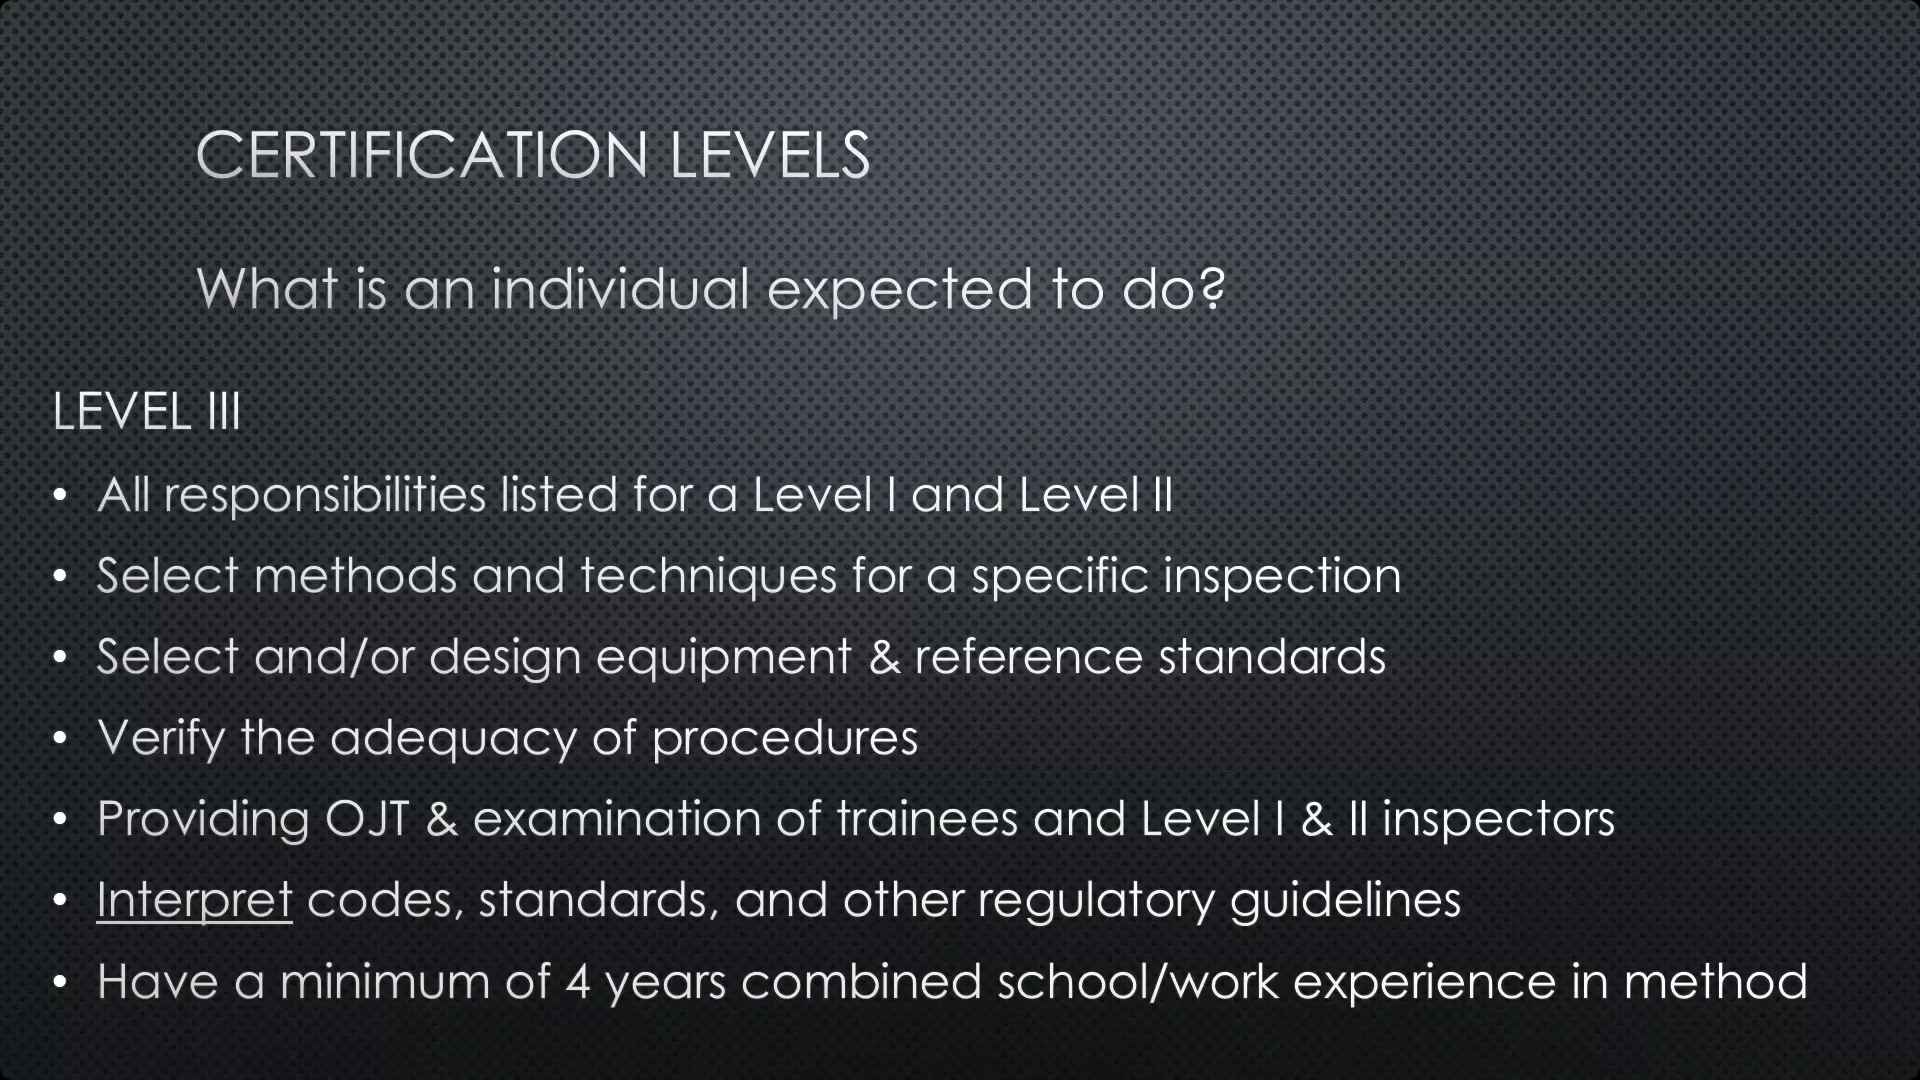 CERTIFICATION LEVELS
What is an individual expected to do?
LEVEL III
• All responsibilities listed for a Level I and Level II
• Select methods and techniques for a specific inspection
• Select and/or design equipment & reference standards
• Verify the adequacy of procedures
• Providing OJT & examination of trainees and Level I & II inspectors
• Interpret codes, standards, and other regulatory guidelines
• Have a minimum of 4 years combined school/work experience in method